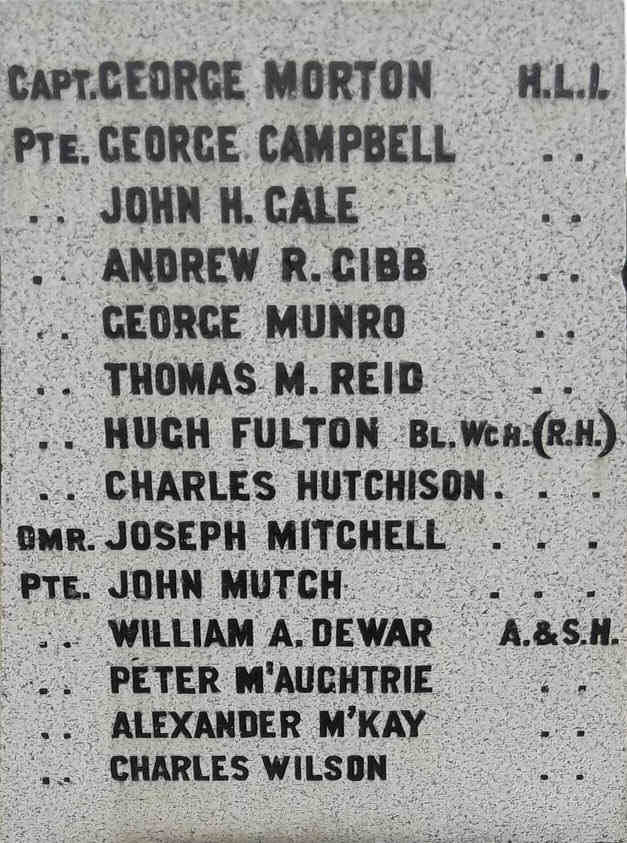 CAPT. GEORGE MORTON H.L.I.
PTE. GEORGE CAMPBELL . .
. . JOHN H. GALE . .
. . ANDREW R. GIBB . .
. . GEORGE MUNRO . .
. . THOMAS M. REID . .
. . HUGH FULTON BL. WCH. (R.H.)
. . CHARLES HUTCHISON . . .
DMR. JOSEPH MITCHELL . . .
PTE. JOHN MUTCH . . .
. . WILLIAM A. DEWAR A. & S.H.
. . PETER M'AUGHTRIE . .
. . ALEXANDER M'KAY . .
. . CHARLES WILSON . .